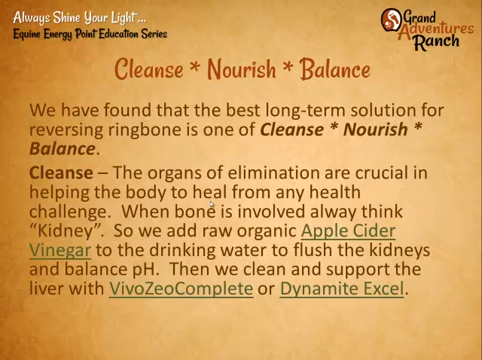 Always Shine Your Light...
Equine Energy Point Education Series
Grand
Adventures
Ranch
Cleanse * Nourish * Balance
We have found that the best long-term solution for
reversing ringbone is one of Cleanse * Nourish *
Balance.
Cleanse – The organs of elimination are crucial in
helping the body to heal from any health
challenge.  When bone is involved alway think
“Kidney”.  So we add raw organic Apple Cider
Vinegar to the drinking water to flush the kidneys
and balance pH.  Then we clean and support the
liver with VivoZeoComplete or Dynamite Excel.